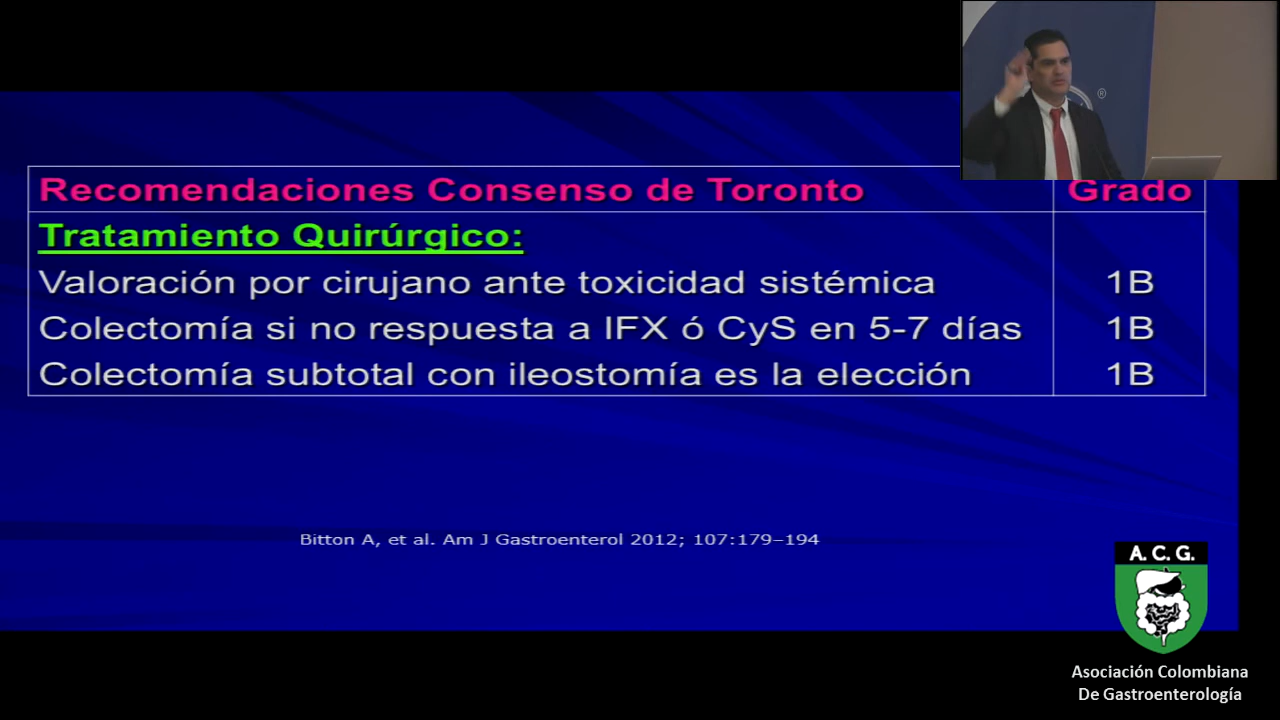 ®
Recomendaciones Consenso de Toronto Grado
Tratamiento Quirúrgico:
Valoración por cirujano ante toxicidad sistémica 1B
Colectomía si no respuesta a IFX ó CyS en 5-7 días 1B
Colectomía subtotal con ileostomía es la elección 1B
Bitton A, et al. Am J Gastroenterol 2012; 107:179–194
A. C. G.
Asociación Colombiana
De Gastroenterología